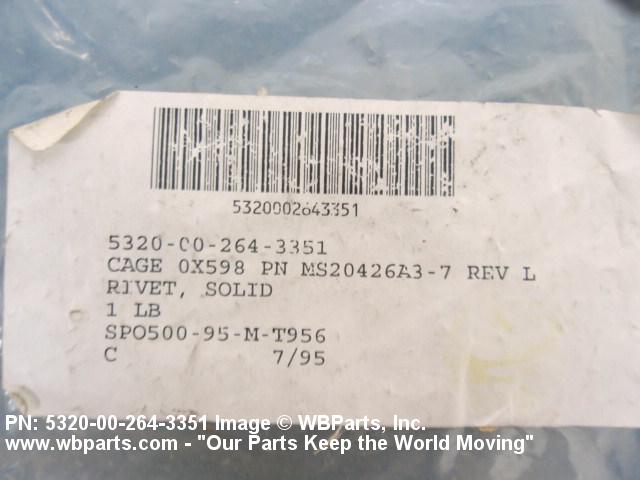 5320002643351
5320-00-264-3351
CAGE 0X598 PN MS20426A3-7 REV L
RIVET, SOLID
1 LB
SPO500-95-M-T956
C 7/95
PN: 5320-00-264-3351 Image © WBParts, Inc.
www.wbparts.com - "Our Parts Keep the World Moving"